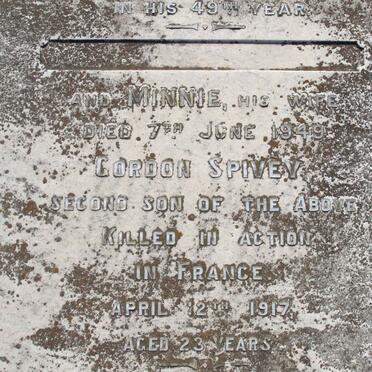 IN HIS 49TH YEAR
AND MINNIE, HIS WIFE
DIED 7TH JUNE 1949
GORDON SPIVEY
SECOND SON OF THE ABOVE
KILLED IN ACTION
IN FRANCE
APRIL 12TH 1917
AGED 23 YEARS